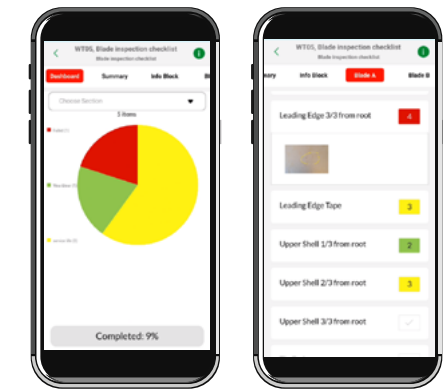 WT05, Blade inspection checklist
Blade inspection checklist
Dashboard Summary Info Block
Choose Section
5 items
Completed: 9%
WT05, Blade inspection checklist
Blade inspection checklist
Info Block Blade A Blade B
Leading Edge 3/3 from root 4
Leading Edge Tape 3
Upper Shell 1/3 from root 2
Upper Shell 2/3 from root 3
Upper Shell 3/3 from root